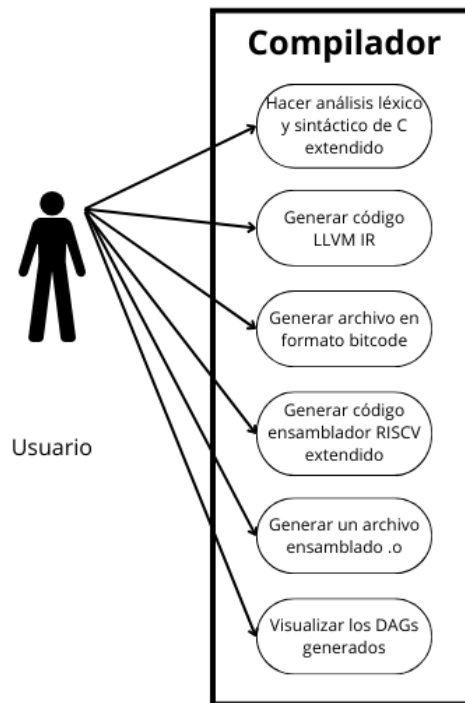 Compilador
Hacer análisis léxico
y sintáctico de C
extendido
Generar código
LLVM IR
Generar archivo en
formato bitcode
Generar código
ensamblador RISCV
extendido
Usuario
Generar un archivo
ensamblado .o
Visualizar los DAGs
generados